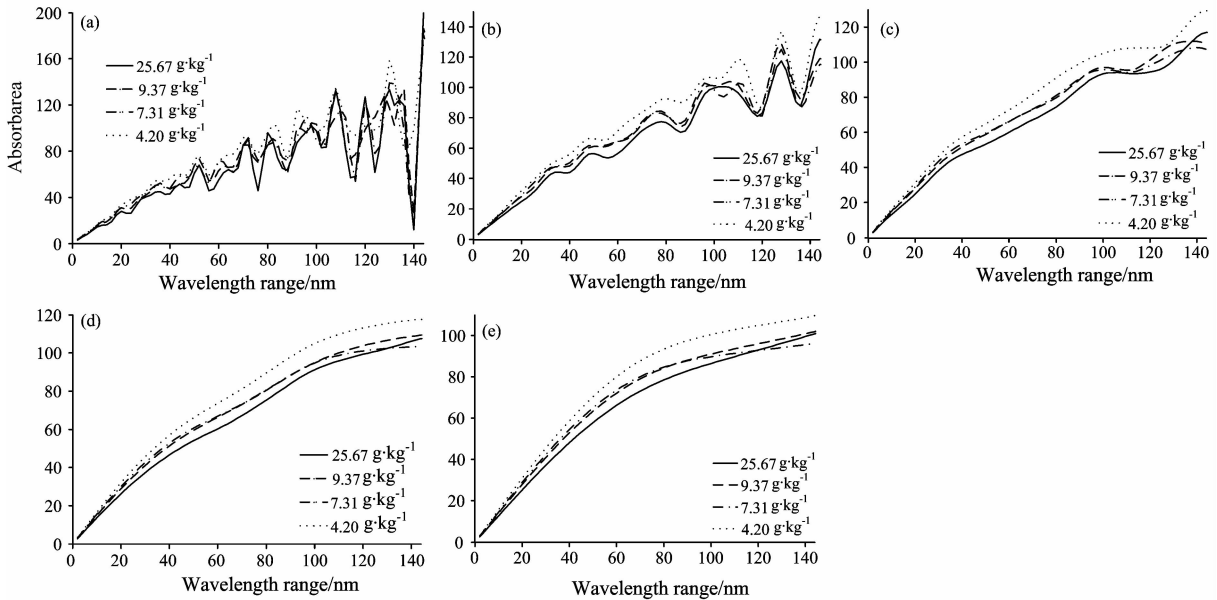 (a)
Absorbarea
200
160
120
80
40
0
25.67 g·kg-1
9.37 g·kg-1
7.31 g·kg-1
4.20 g·kg-1
0 20 40 60 80 100 120 140
Wavelength range/nm
(b)
140
120
100
80
60
40
20
0
25.67 g·kg-1
9.37 g·kg-1
7.31 g·kg-1
4.20 g·kg-1
0 20 40 60 80 100 120 140
Wavelength range/nm
(c)
120
100
80
60
40
20
0
25.67 g·kg-1
9.37 g·kg-1
7.31 g·kg-1
4.20 g·kg-1
0 20 40 60 80 100 120 140
Wavelength range/nm
(d)
120
100
80
60
40
20
0
25.67 g·kg-1
9.37 g·kg-1
7.31 g·kg-1
4.20 g·kg-1
0 20 40 60 80 100 120 140
Wavelength range/nm
(e)
100
80
60
40
20
0
25.67 g·kg-1
9.37 g·kg-1
7.31 g·kg-1
4.20 g·kg-1
0 20 40 60 80 100 120 140
Wavelength range/nm